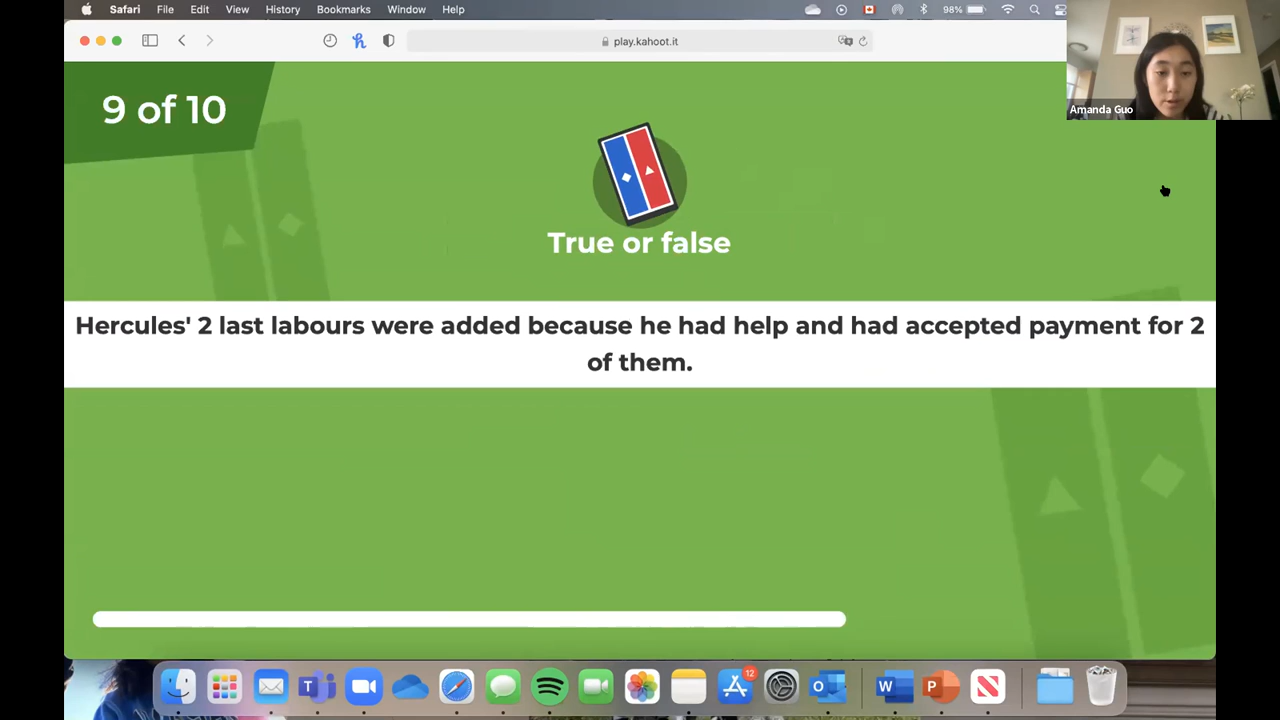 Safari File Edit View History Bookmarks Window Help 98%
play.kahoot.it
Amanda Guo
9 of 10
True or false
Hercules' 2 last labours were added because he had help and had accepted payment for 2
of them.
12